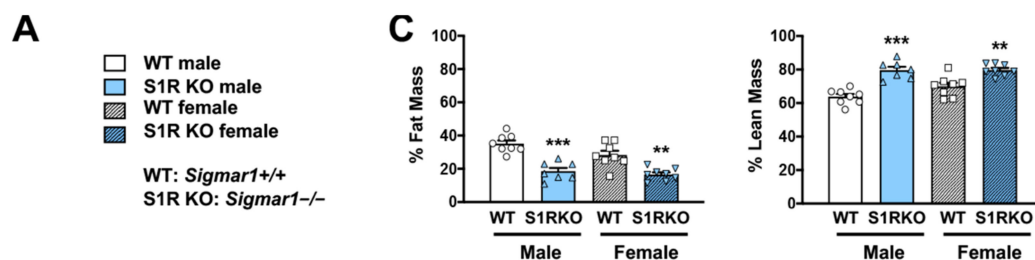 A
WT male
S1R KO male
WT female
S1R KO female
WT: Sigmar1+/+
S1R KO: Sigmar1−/−
C
% Fat Mass
100
80
60
40
20
0
***
**
WT S1RKO WT S1RKO
Male Female
% Lean Mass
100
80
60
40
20
0
***
**
WT S1RKO WT S1RKO
Male Female